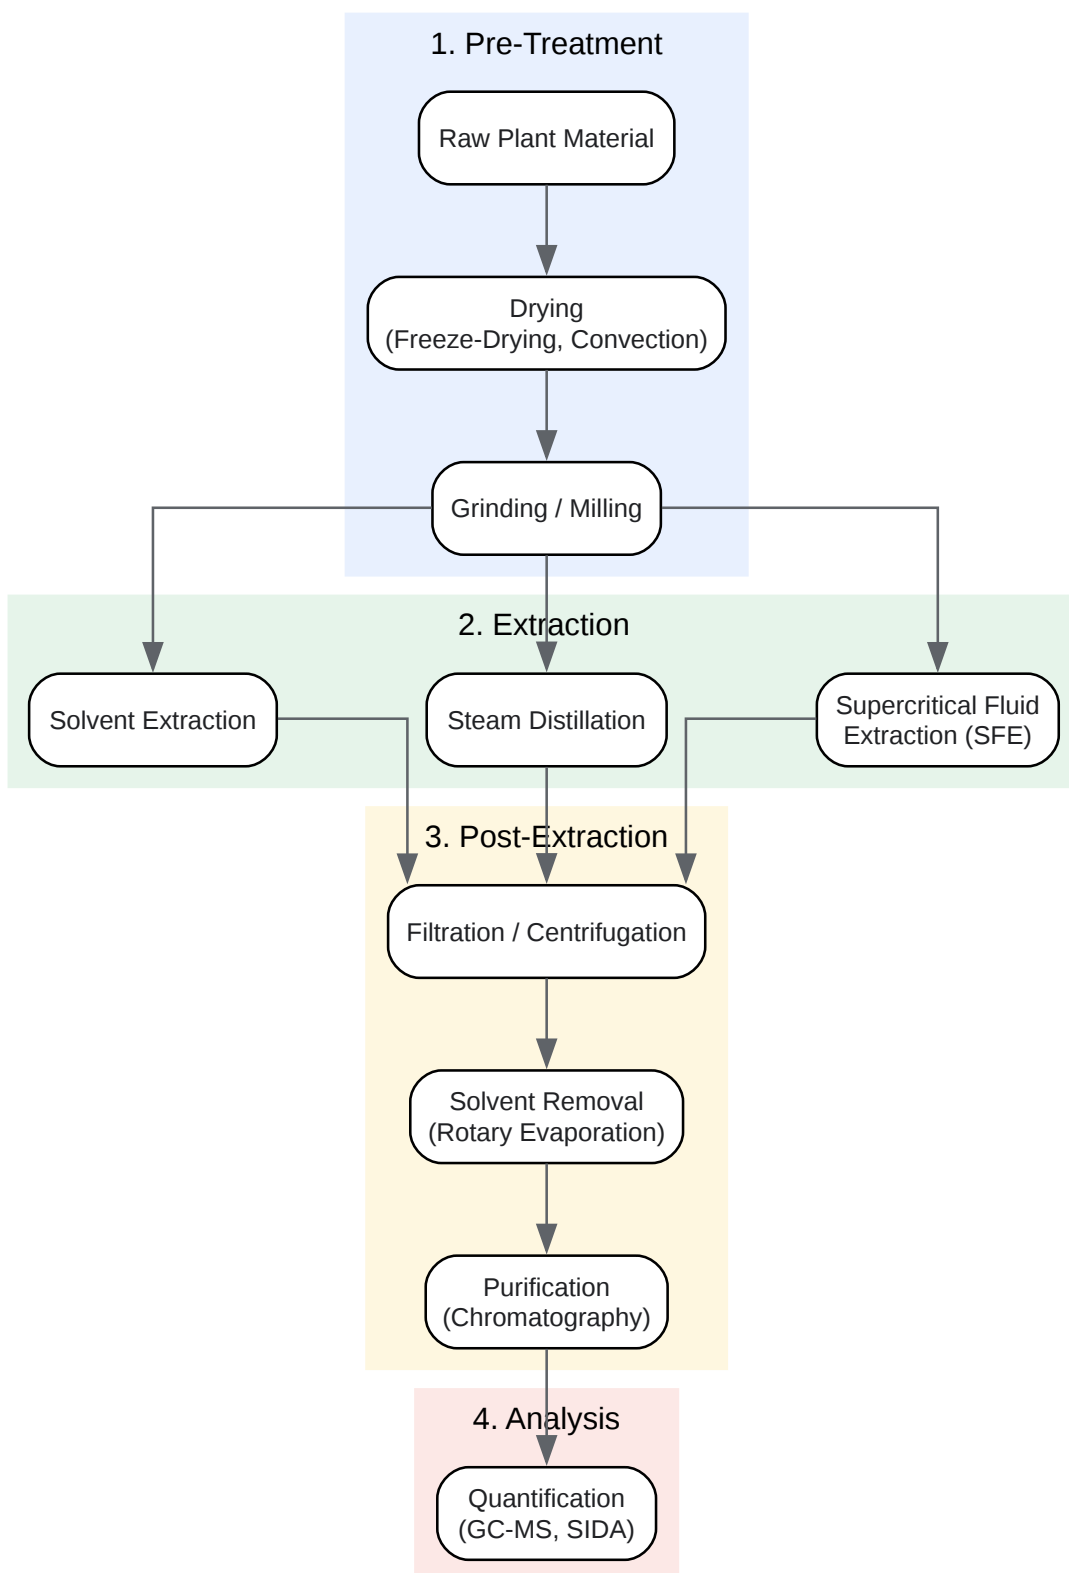 1. Pre-Treatment
Raw Plant Material
Drying
(Freeze-Drying, Convection)
Grinding / Milling
2. Extraction
Solvent Extraction
Steam Distillation
Supercritical Fluid
Extraction (SFE)
3. Post-Extraction
Filtration / Centrifugation
Solvent Removal
(Rotary Evaporation)
Purification
(Chromatography)
4. Analysis
Quantification
(GC-MS, SIDA)